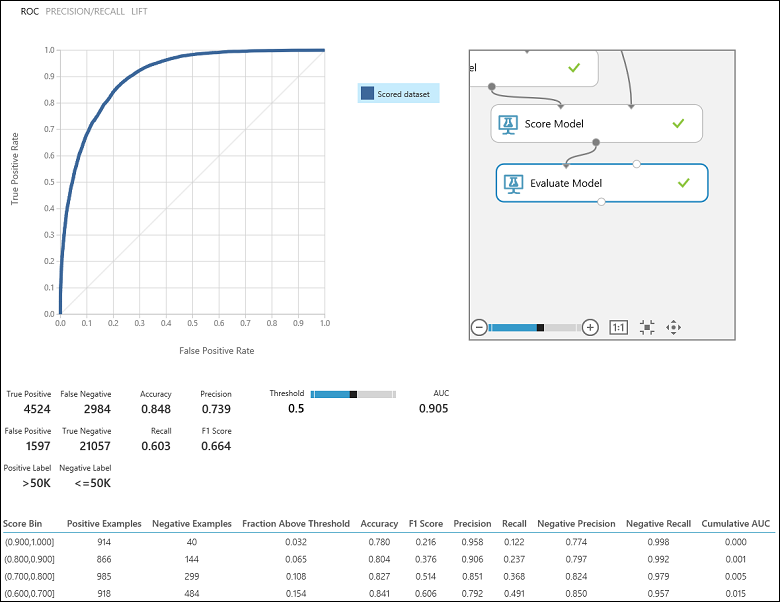 ROC PRECISION/RECALL LIFT
1.0
0.9
0.8
0.7
0.6
0.5
0.4
0.3
0.2
0.1
0.0
True Positive Rate
0.0 0.1 0.2 0.3 0.4 0.5 0.6 0.7 0.8 0.9 1.0
False Positive Rate
Scored dataset
el
Score Model
Evaluate Model
1:1
True Positive False Negative Accuracy Precision Threshold AUC
4524 2984 0.848 0.739 0.5 0.905
False Positive True Negative Recall F1 Score
1597 21057 0.603 0.664
Positive Label Negative Label
>50K <=50K
Score Bin Positive Examples Negative Examples Fraction Above Threshold Accuracy F1 Score Precision Recall Negative Precision Negative Recall Cumulative AUC
(0.900,1.000] 914 40 0.032 0.780 0.216 0.958 0.122 0.774 0.998 0.000
(0.800,0.900] 866 144 0.065 0.804 0.376 0.906 0.237 0.797 0.992 0.001
(0.700,0.800] 985 299 0.108 0.827 0.514 0.851 0.368 0.824 0.979 0.005
(0.600,0.700] 918 484 0.154 0.841 0.606 0.792 0.491 0.850 0.957 0.015